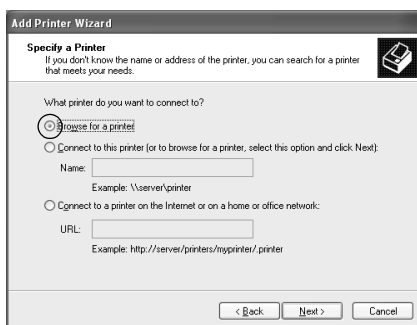 Add Printer Wizard
Specify a Printer
If you don't know the name or address of the printer, you can search for a printer
that meets your needs.
What printer do you want to connect to?
Browse for a printer
Connect to this printer (or to browse for a printer, select this option and click Next):
Name:
Example: \\server\printer
Connect to a printer on the Internet or on a home or office network:
URL:
Example: http://server/printers/myprinter/.printer
< Back Next > Cancel